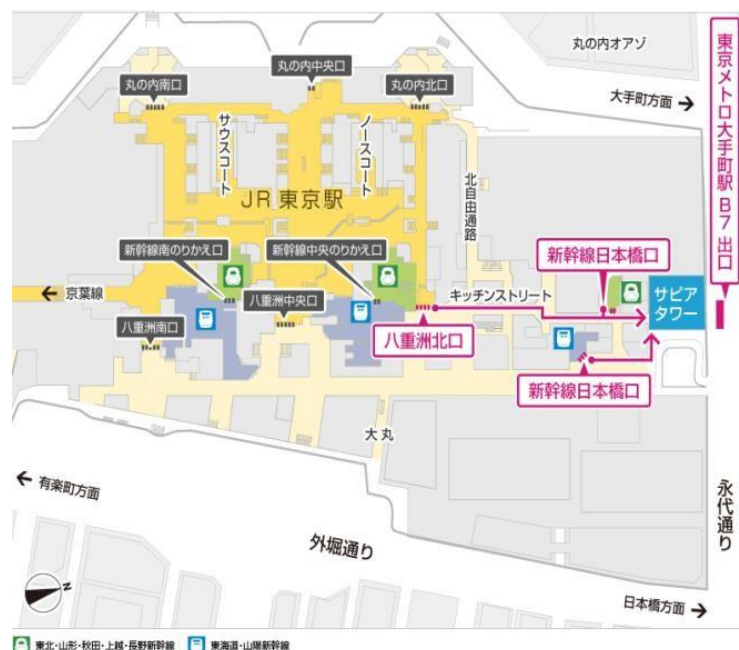 丸の内オアゾ
丸の内中央口
丸の内南口
丸の内北口
大手町方面
東京メトロ大手町駅 B7 出口
サウスコート
ノースコート
JR 東京駅
北自由通路
新幹線南のりかえ口
新幹線中央のりかえ口
新幹線日本橋口
京葉線
八重洲中央口
キッチンストリート
サピア
タワー
八重洲南口
八重洲北口
新幹線日本橋口
大丸
有楽町方面
永代通り
外堀通り
N
日本橋方面
東北・山形・秋田・上越・長野新幹線
東海道・山陽新幹線